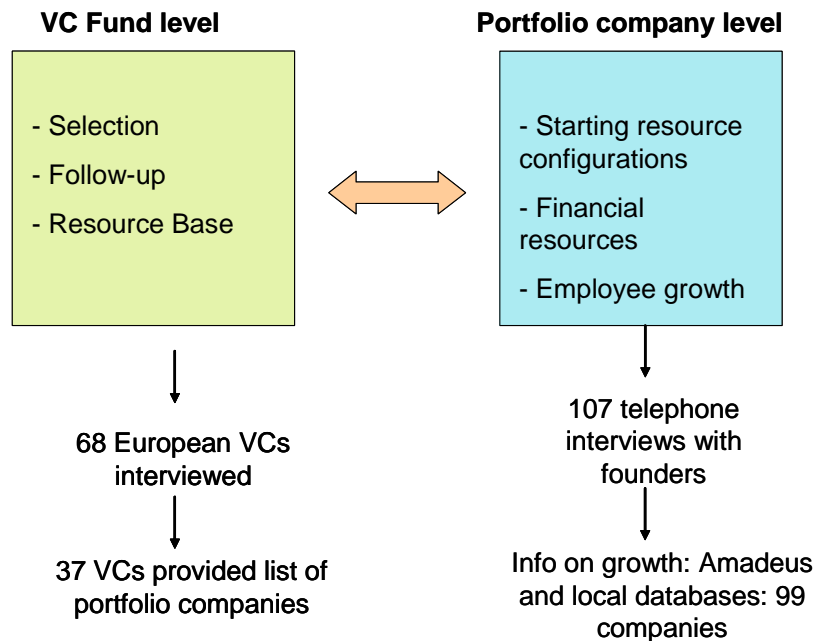 VC Fund level
- Selection
- Follow-up
- Resource Base
68 European VCs
interviewed
37 VCs provided list of
portfolio companies
Portfolio company level
- Starting resource
configurations
- Financial
resources
- Employee growth
107 telephone
interviews with
founders
Info on growth: Amadeus
and local databases: 99
companies